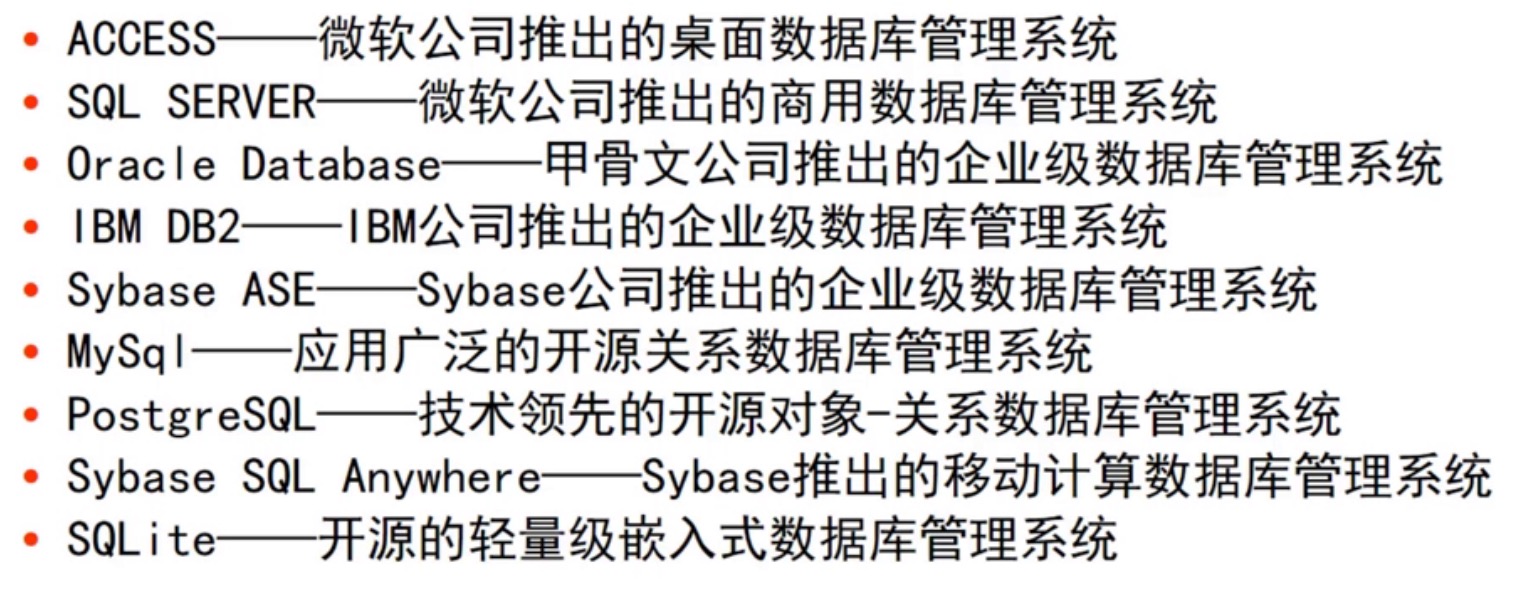 • ACCESS——微软公司推出的桌面数据库管理系统
• SQL SERVER——微软公司推出的商用数据库管理系统
• Oracle Database——甲骨文公司推出的企业级数据库管理系统
• IBM DB2——IBM公司推出的企业级数据库管理系统
• Sybase ASE——Sybase公司推出的企业级数据库管理系统
• MySql——应用广泛的开源关系数据库管理系统
• PostgreSQL——技术领先的开源对象-关系数据库管理系统
• Sybase SQL Anywhere——Sybase推出的移动计算数据库管理系统
• SQLite——开源的轻量级嵌入式数据库管理系统